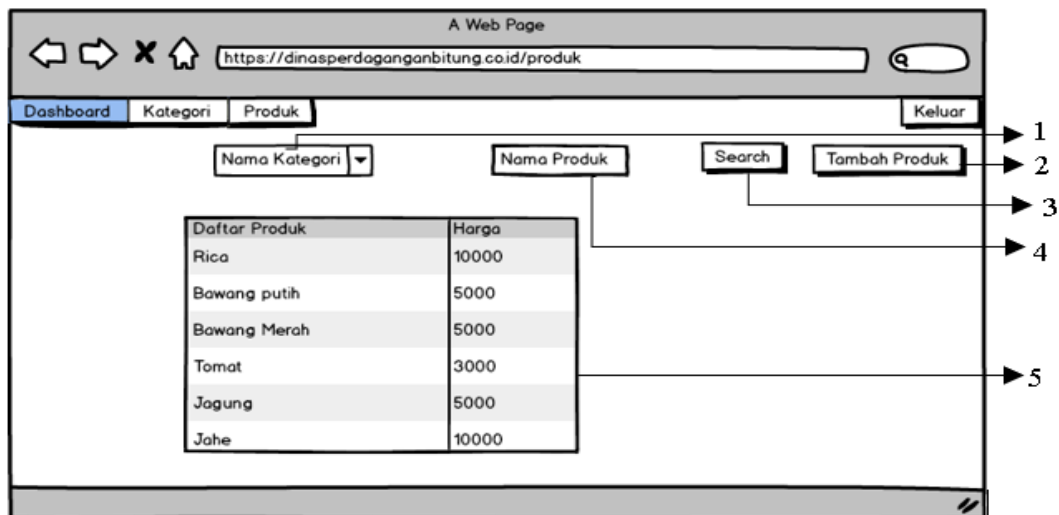 A Web Page
https://dinasperdaganganbitung.co.id/produk
Dashboard Kategori Produk Keluar
1
Nama Kategori Nama Produk Search Tambah Produk
2
3
Daftar Produk Harga
4
Rica 10000
Bawang putih 5000
Bawang Merah 5000
Tomat 3000
5
Jagung 5000
Jahe 10000